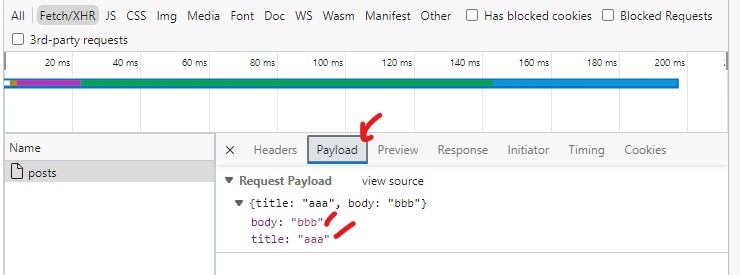 All Fetch/XHR JS CSS Img Media Font Doc WS Wasm Manifest Other Has blocked cookies Blocked Requests
3rd-party requests
20 ms 40 ms 60 ms 80 ms 100 ms 120 ms 140 ms 160 ms 180 ms 200 ms
Name
posts
Headers Payload Preview Response Initiator Timing Cookies
Request Payload view source
{title: "aaa", body: "bbb"}
body: "bbb"
title: "aaa"